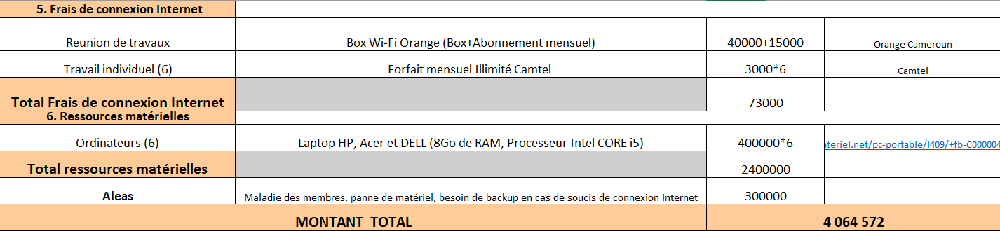 5. Frais de connexion Internet
Reunion de travaux Box Wi-Fi Orange (Box+Abonnement mensuel) 40000+15000 Orange Cameroun
Travail individuel (6) Forfait mensuel Illimité Camtel 3000*6 Camtel
Total Frais de connexion Internet 73000
6. Ressources matérielles
Ordinateurs (6) Laptop HP, Acer et DELL (8Go de RAM, Processeur Intel CORE i5) 400000*6 ateriel.net/pc-portable/l409/+fb-C000004
Total ressources matérielles 2400000
Aleas Maladie des membres, panne de matériel, besoin de backup en cas de soucis de connexion Internet 300000
MONTANT TOTAL 4 064 572